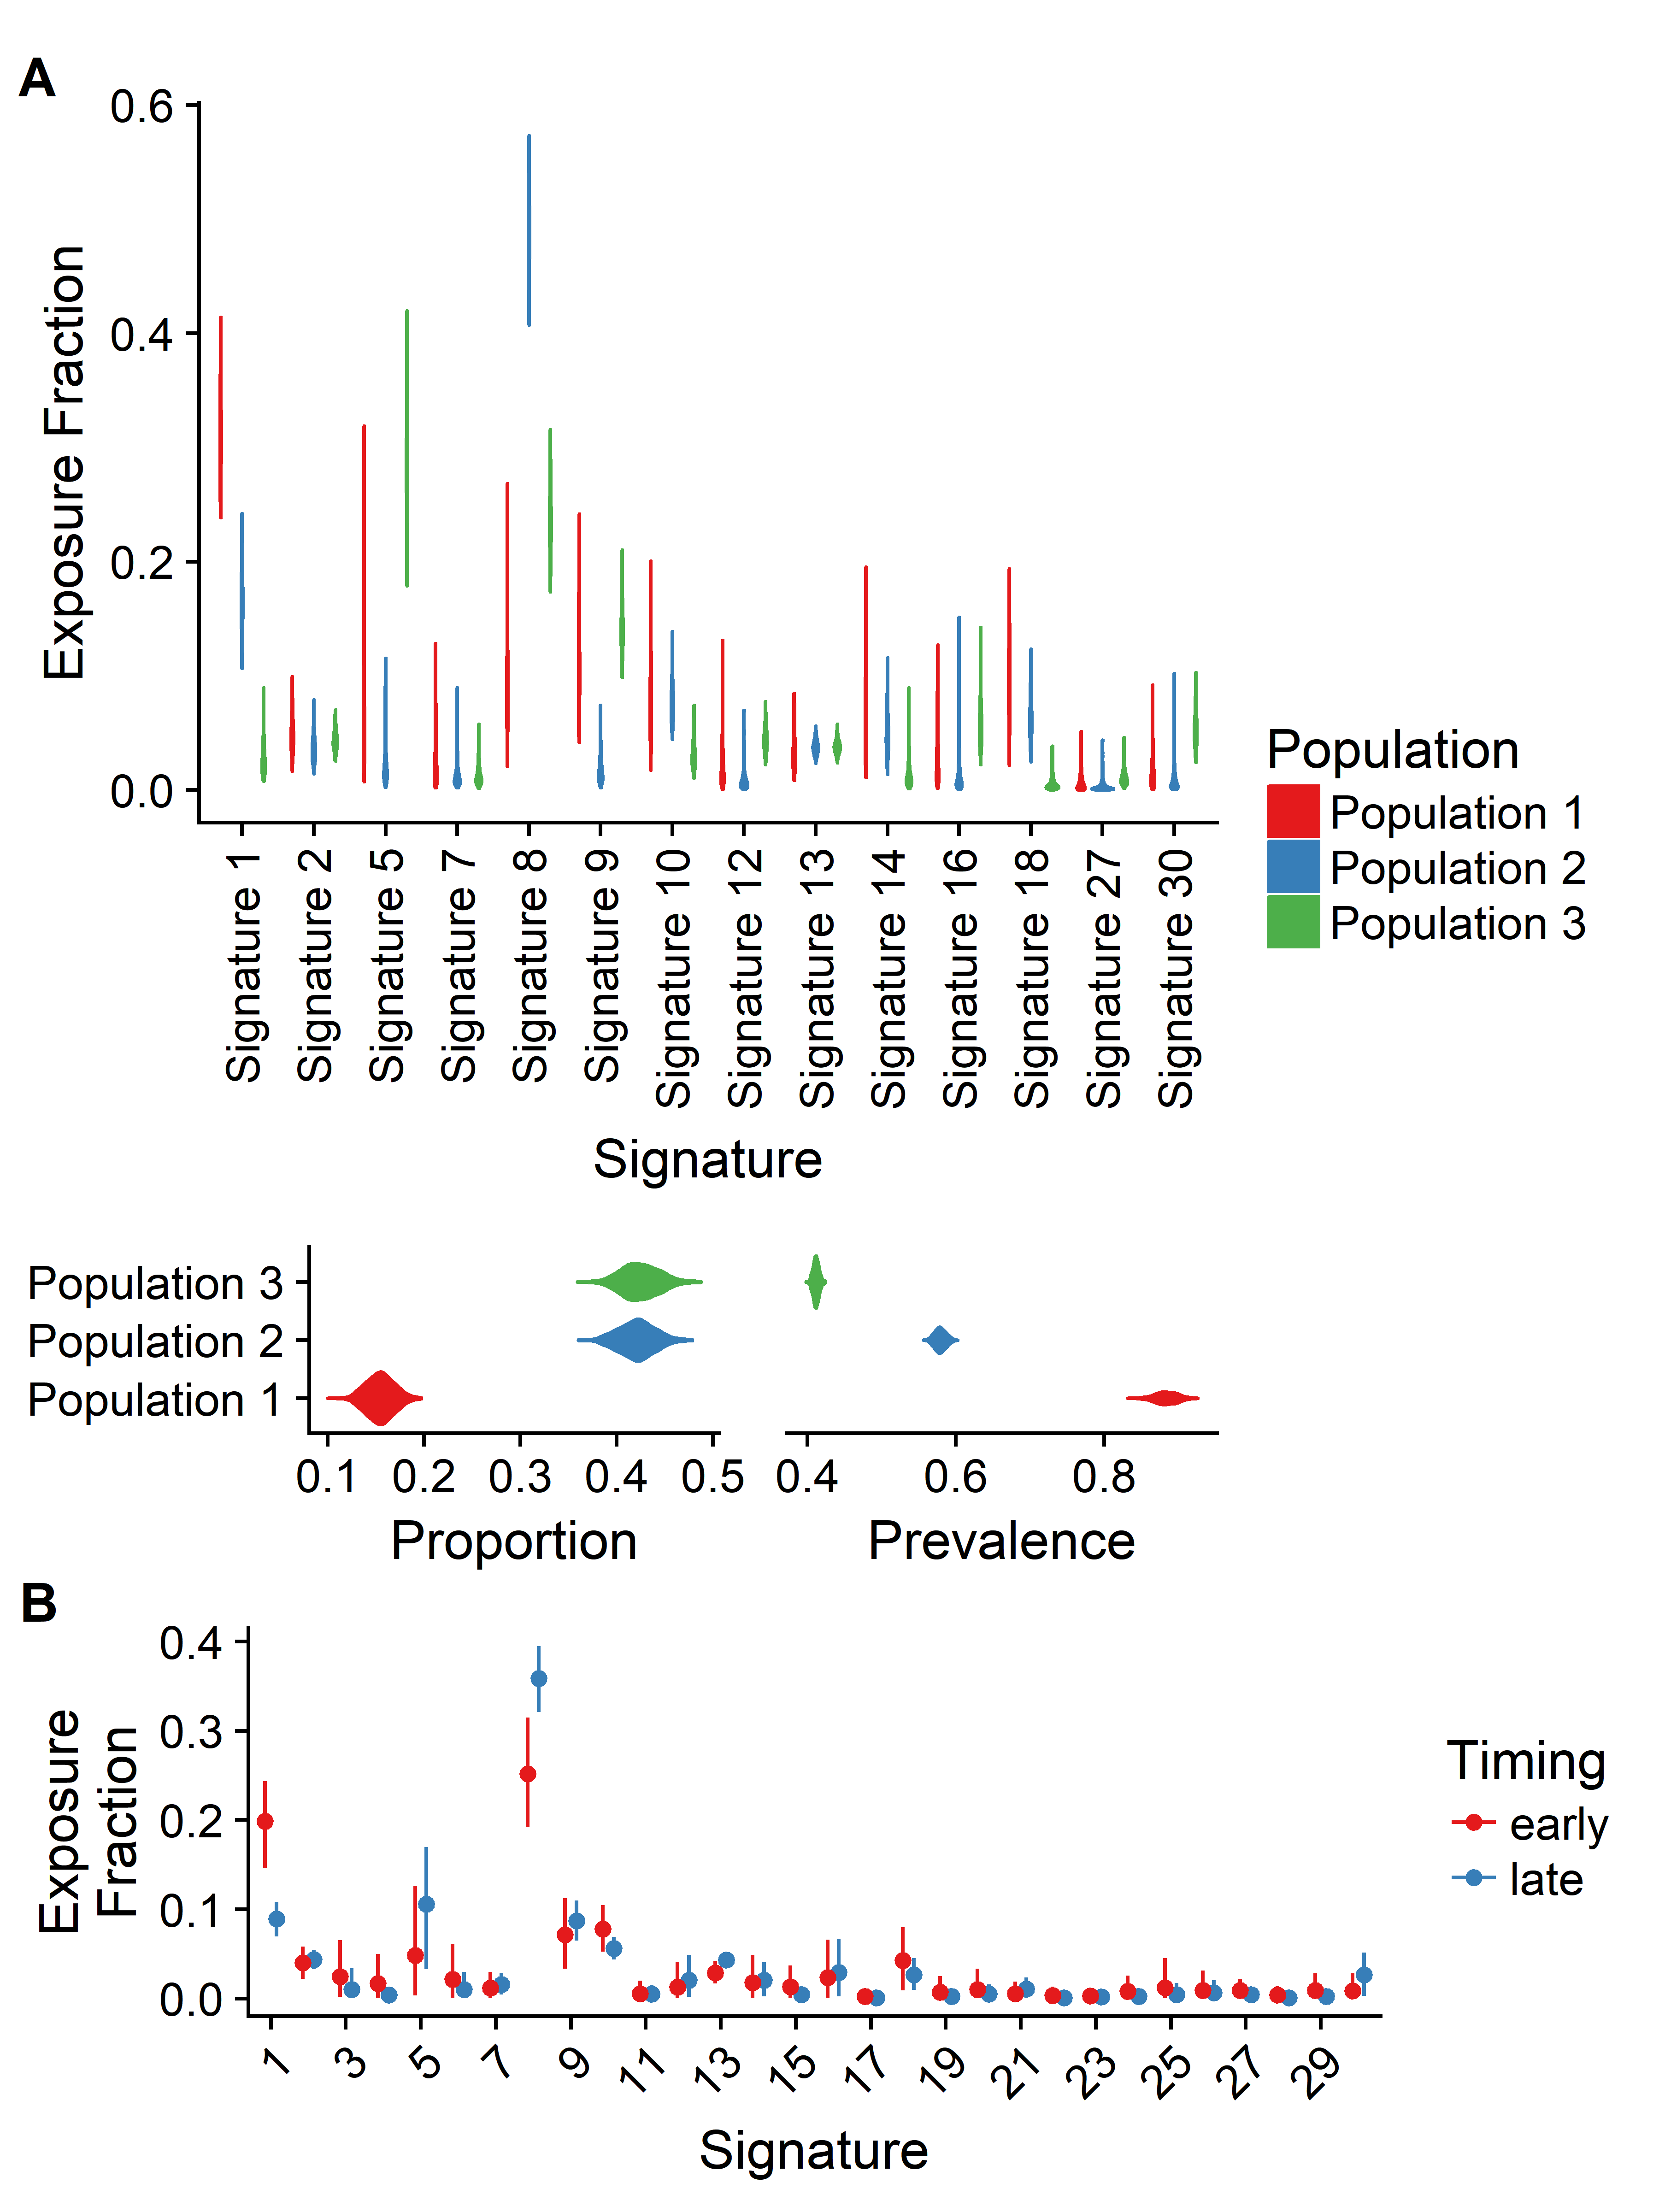 A
0.6
0.4
0.2
0.0
Exposure Fraction
Signature 1
Signature 2
Signature 5
Signature 7
Signature 8
Signature 9
Signature 10
Signature 12
Signature 13
Signature 14
Signature 16
Signature 18
Signature 27
Signature 30
Signature
Population
Population 1
Population 2
Population 3
Population 3
Population 2
Population 1
0.1 0.2 0.3 0.4 0.5
Proportion
0.4 0.6 0.8
Prevalence
B
0.4
0.3
0.2
0.1
0.0
Exposure
Fraction
1 3 5 7 9 11 13 15 17 19 21 23 25 27 29
Signature
Timing
early
late